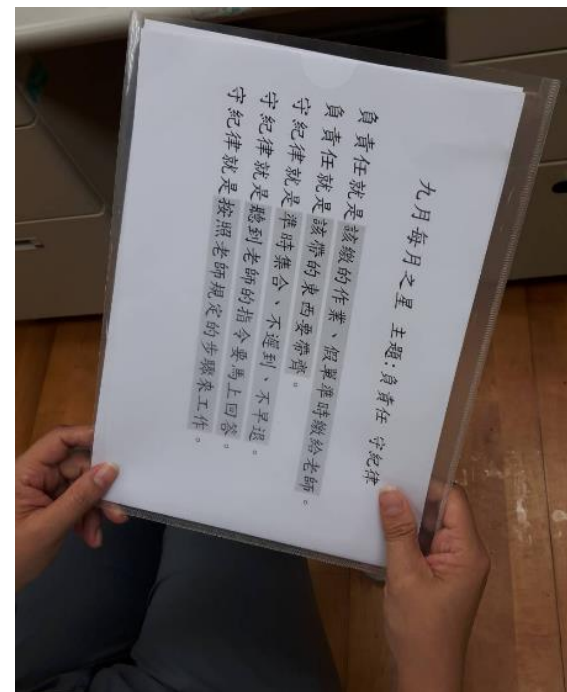 九月每月之星 主題:負責任 守紀律
負責任就是該繳的作業、假單準時繳給老師。
負責任就是該帶的東西要帶齊。
守紀律就是準時集合、不遲到、不早退。
守紀律就是聽到老師的指令要馬上回答。
守紀律就是按照老師規定的步驟來工作。